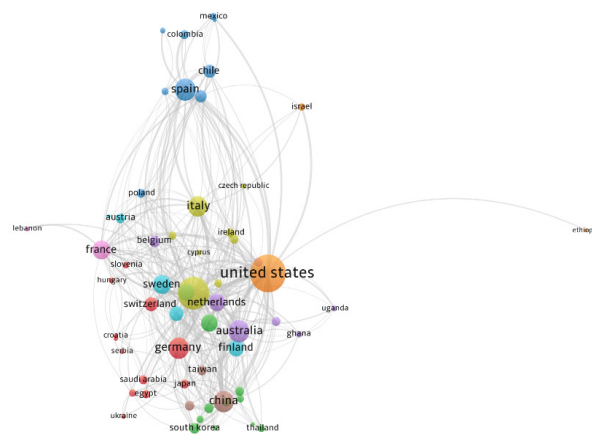 mexico
colombia
chile
spain
israel
czech republic
poland
italy
austria
lebanon
ireland
belgium
france
cyprus
slovenia
united states
hungary
sweden
switzerland
netherlands
uganda
australia
ghana
croatia
germany
finland
serbia
taiwan
saudi arabia
japan
egypt
china
ukraine
south korea
thailand